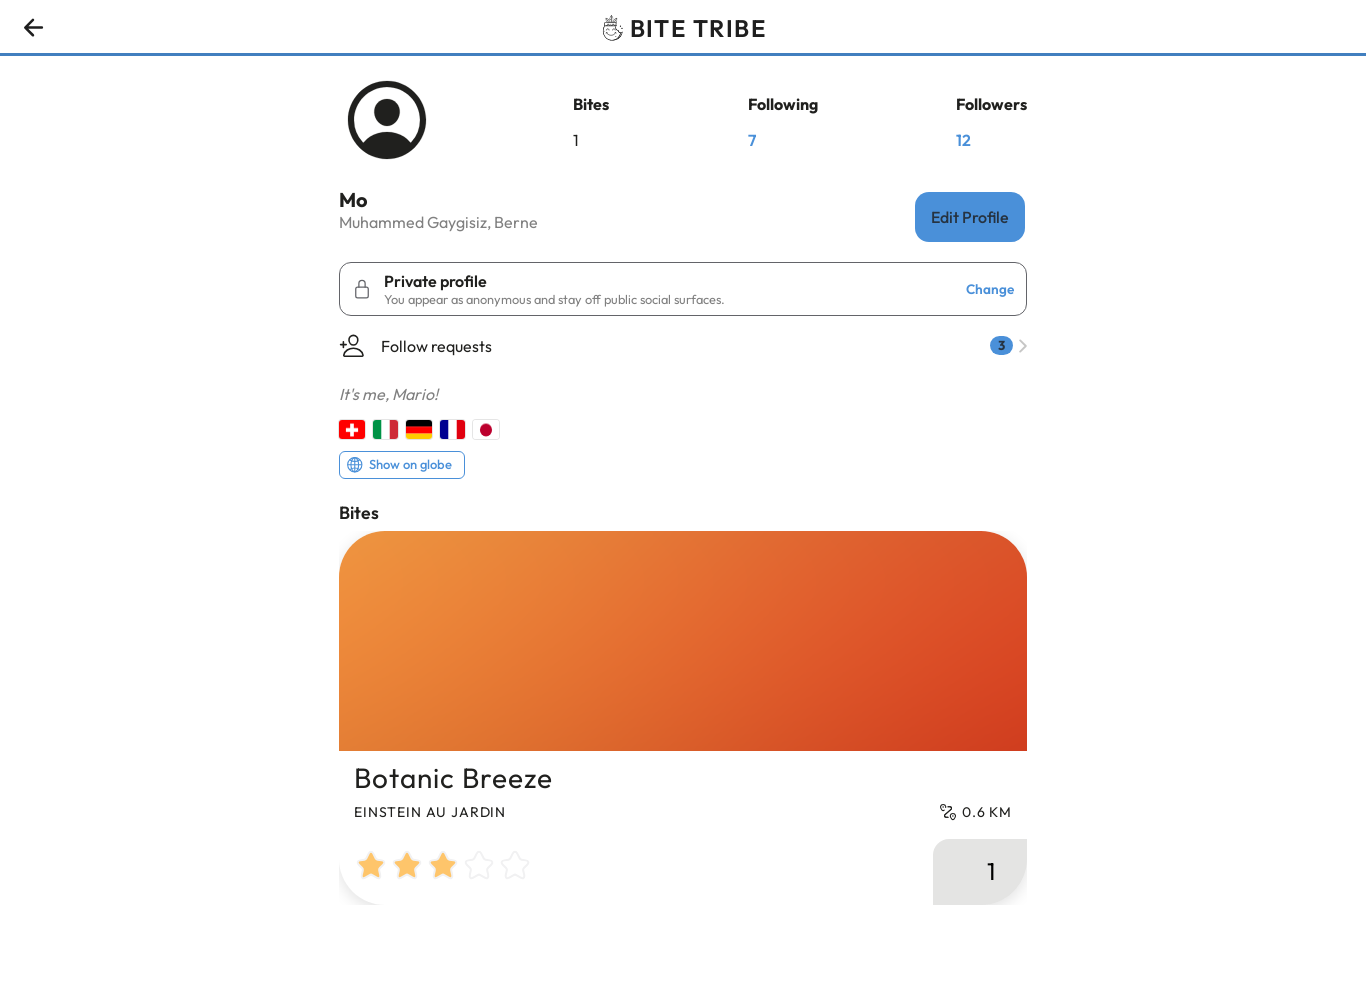 BITE TRIBE
Bites
Following
Followers
1
7
12
Mo
Muhammed Gaygisiz, Berne
Edit Profile
Private profile
You appear as anonymous and stay off public social surfaces.
Change
Follow requests
3
It's me, Mario!
Show on globe
Bites
Botanic Breeze
EINSTEIN AU JARDIN
0.6 KM
1